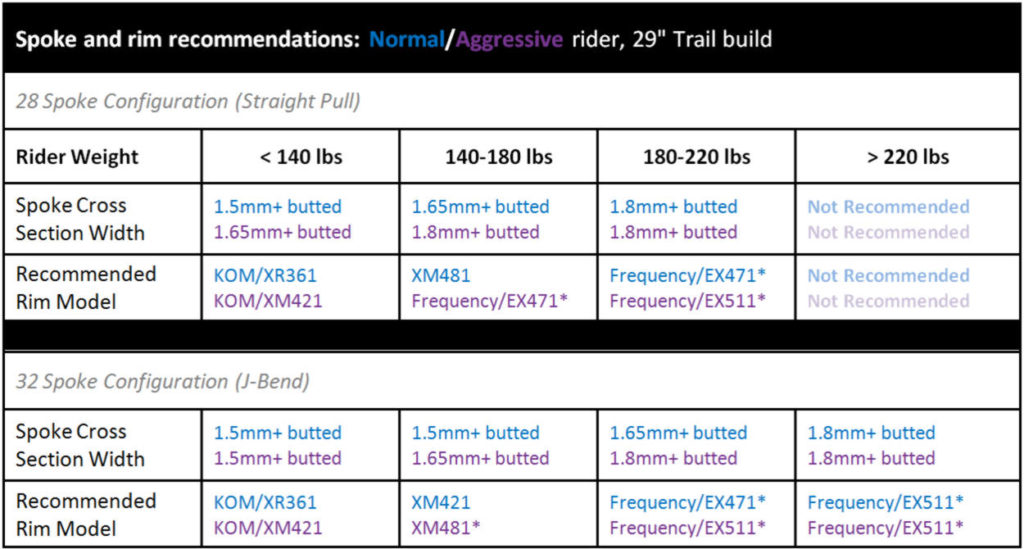 Spoke and rim recommendations: Normal/Aggressive rider, 29" Trail build
28 Spoke Configuration (Straight Pull)
Rider Weight < 140 lbs 140-180 lbs 180-220 lbs > 220 lbs
Spoke Cross 1.5mm+ butted 1.65mm+ butted 1.8mm+ butted Not Recommended
Section Width 1.65mm+ butted 1.8mm+ butted 1.8mm+ butted Not Recommended
Recommended KOM/XR361 XM481 Frequency/EX471* Not Recommended
Rim Model KOM/XM421 Frequency/EX471* Frequency/EX511* Not Recommended
32 Spoke Configuration (J-Bend)
Spoke Cross 1.5mm+ butted 1.5mm+ butted 1.65mm+ butted 1.8mm+ butted
Section Width 1.5mm+ butted 1.65mm+ butted 1.8mm+ butted 1.8mm+ butted
Recommended KOM/XR361 XM421 Frequency/EX471* Frequency/EX511*
Rim Model KOM/XM421 XM481* Frequency/EX511* Frequency/EX511*